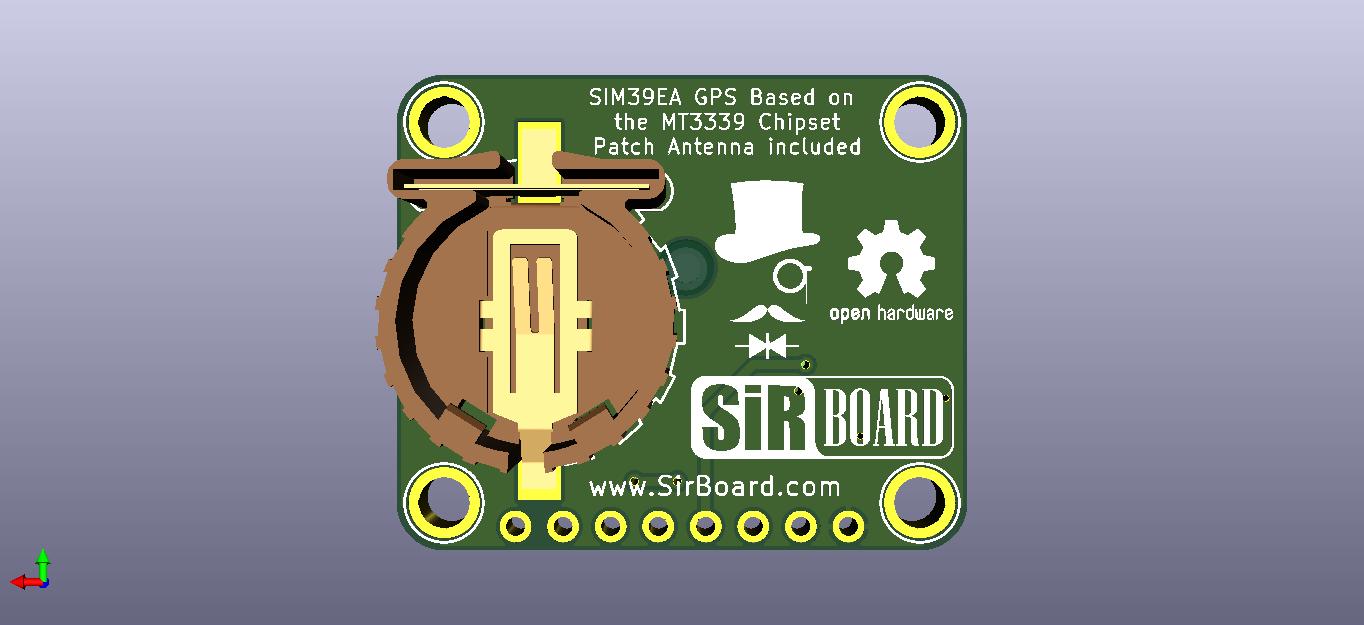 SIM39EA GPS Based on
the MT3339 Chipset
Patch Antenna included
open hardware
SiR BOARD
www.SirBoard.com